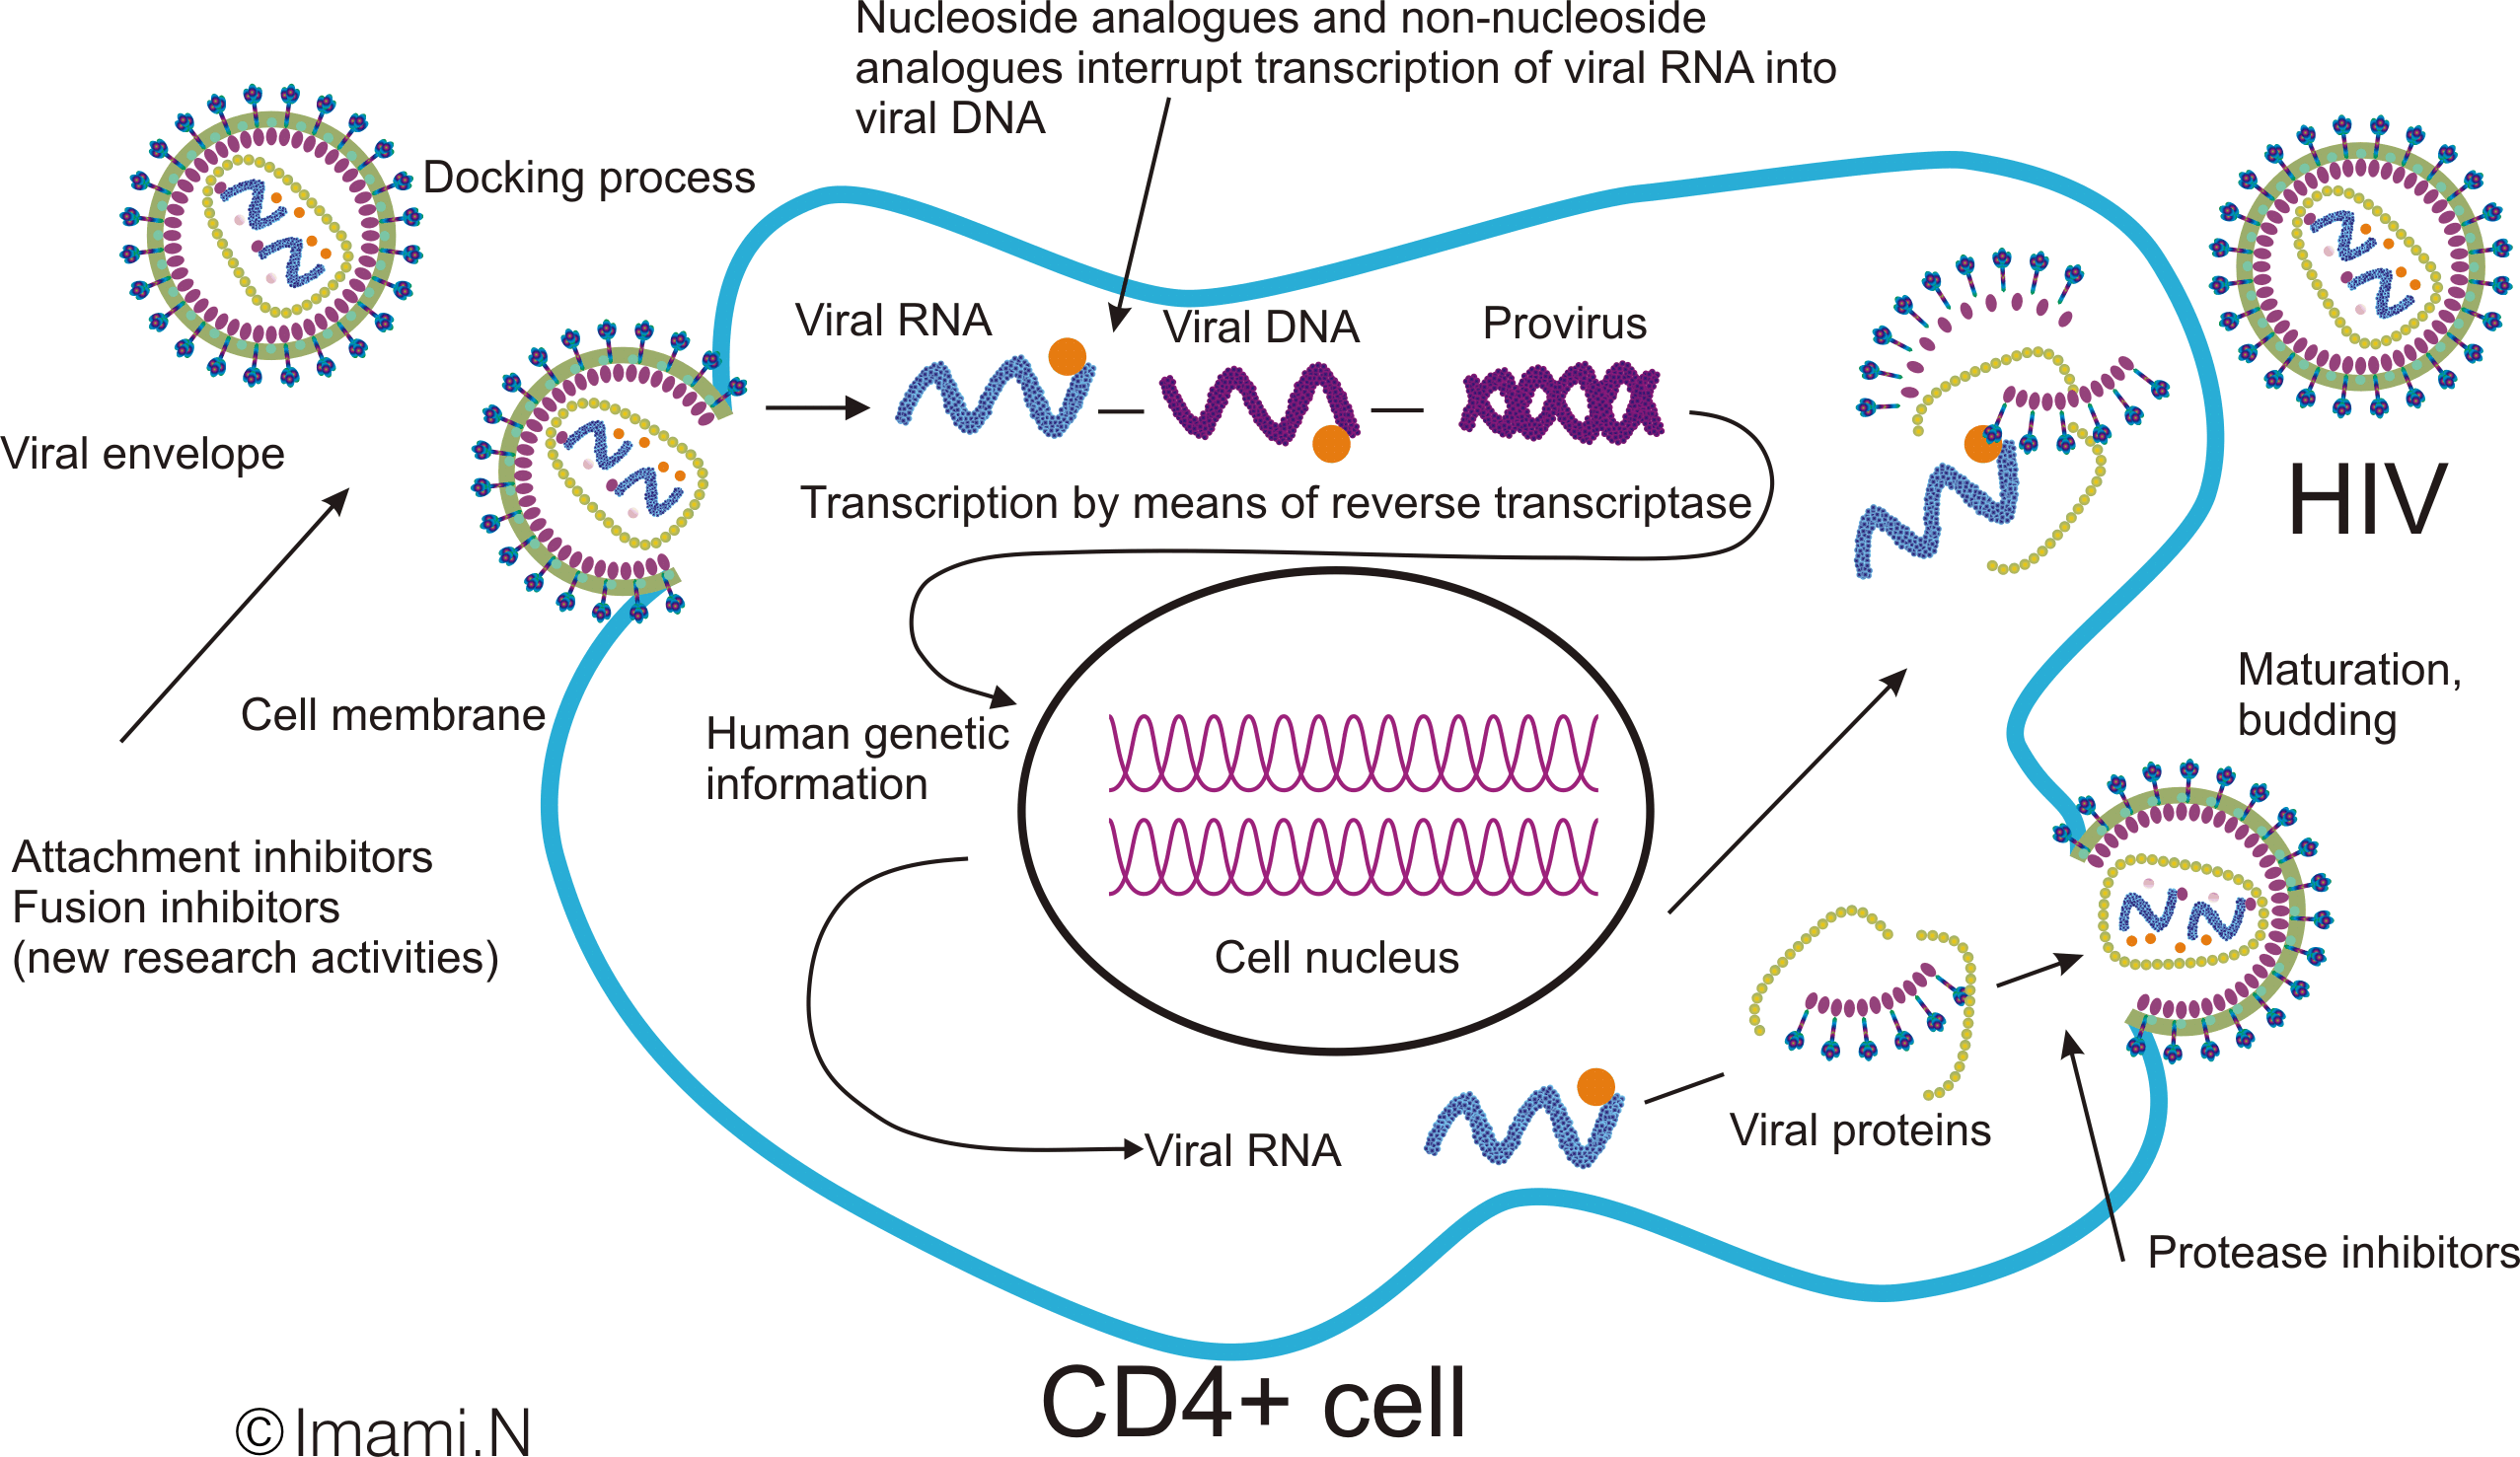 Nucleoside analogues and non-nucleoside
analogues interrupt transcription of viral RNA into
viral DNA
Docking process
Viral envelope
Viral RNA
Viral DNA
Provirus
Transcription by means of reverse transcriptase
HIV
Cell membrane
Human genetic
information
Maturation,
budding
Attachment inhibitors
Fusion inhibitors
(new research activities)
Cell nucleus
Viral RNA
Viral proteins
Protease inhibitors
CD4+ cell
©Imami.N